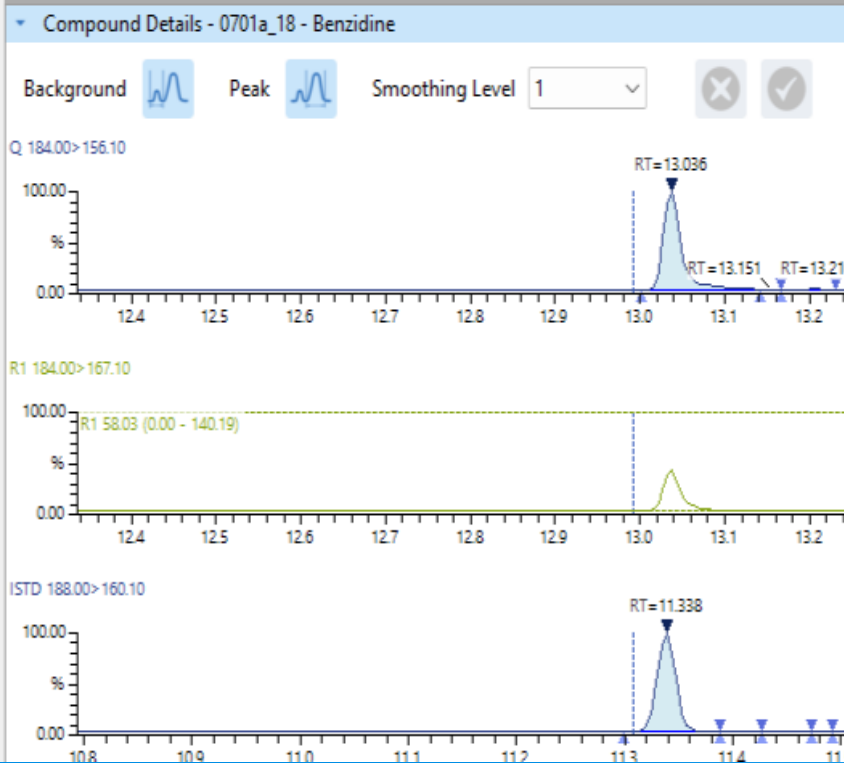 Compound Details - 0701a_18 - Benzidine
Background Peak Smoothing Level 1
Q 184.00>156.10
RT=13.036
100.00
RT=13.151 RT=13.21
%
0.00
12.4 12.5 12.6 12.7 12.8 12.9 13.0 13.1 13.2
R1 184.00>167.10
100.00
R1 58.03 (0.00 - 140.19)
%
0.00
12.4 12.5 12.6 12.7 12.8 12.9 13.0 13.1 13.2
ISTD 188.00>160.10
RT=11.338
100.00
%
0.00
10.8 10.9 11.0 11.1 11.2 11.3 11.4